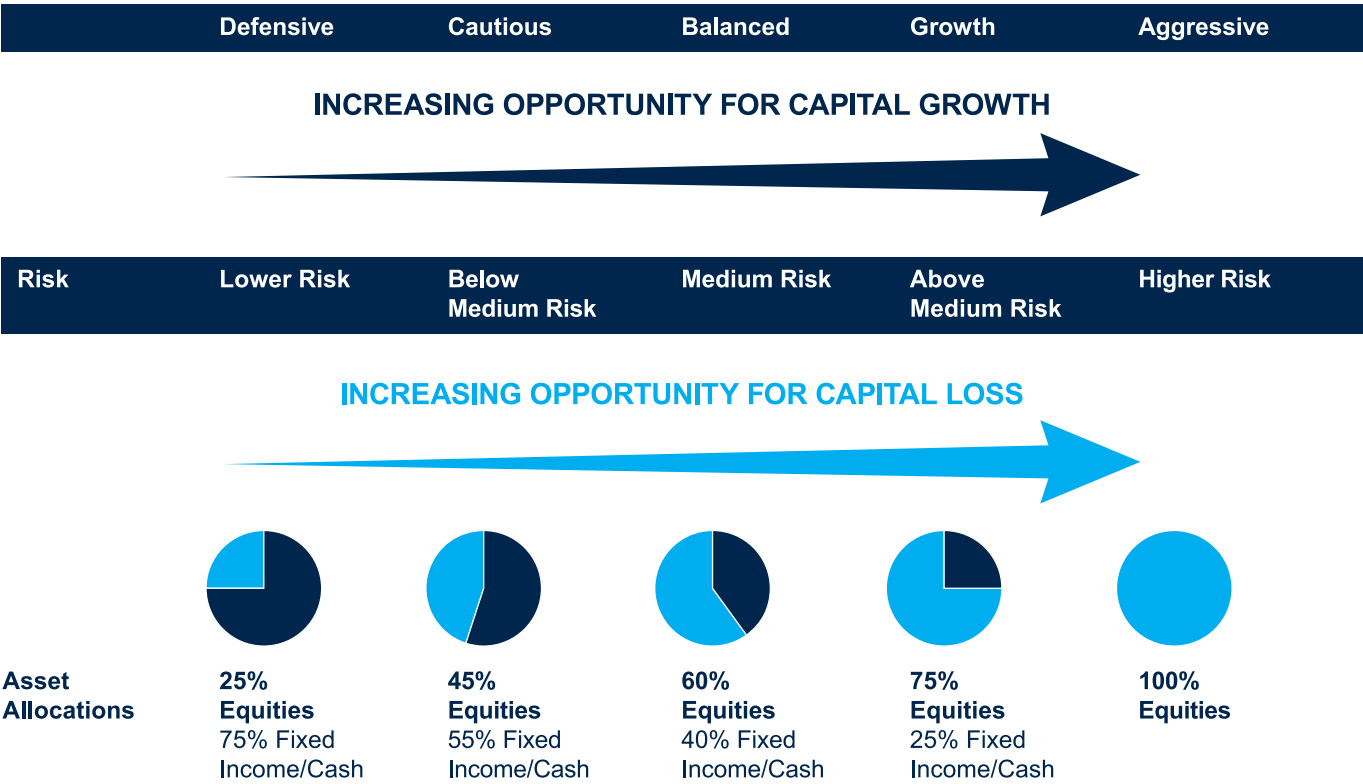 Defensive Cautious Balanced Growth Aggressive
INCREASING OPPORTUNITY FOR CAPITAL GROWTH
Risk Lower Risk Below Medium Risk Above Higher Risk
Medium Risk Medium Risk
INCREASING OPPORTUNITY FOR CAPITAL LOSS
Asset 25% 45% 60% 75% 100%
Allocations Equities Equities Equities Equities Equities
75% Fixed 55% Fixed 40% Fixed 25% Fixed
Income/Cash Income/Cash Income/Cash Income/Cash